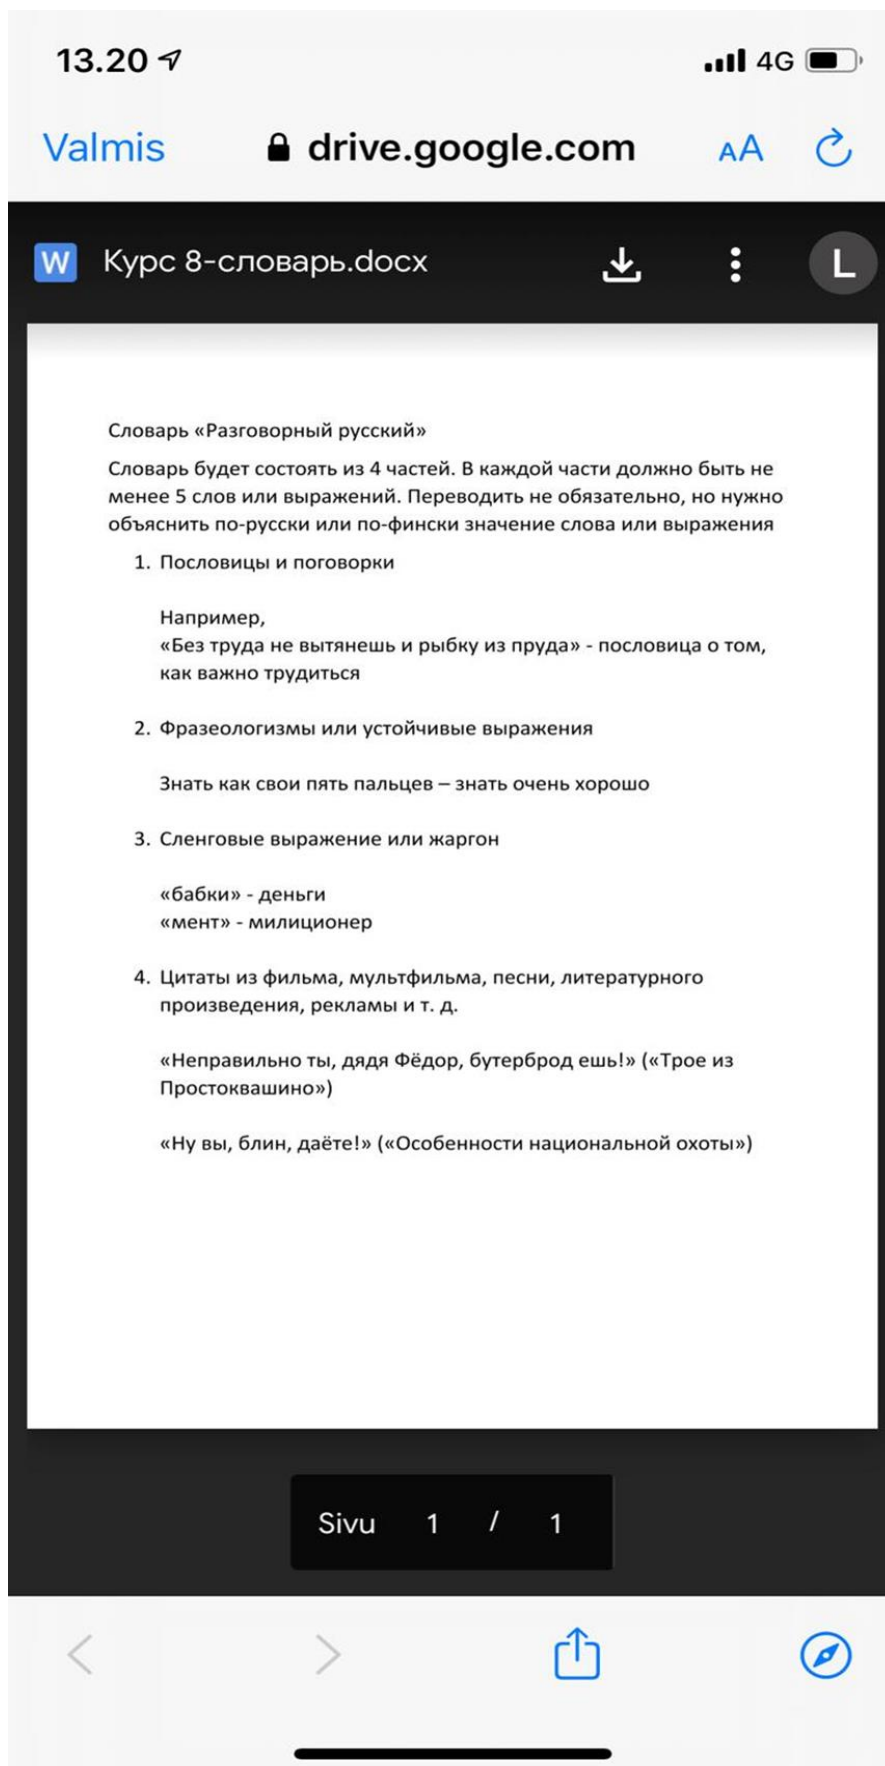 13.20
4G
Valmis
drive.google.com
AA
W
Курс 8-словарь.docx
L
Словарь «Разговорный русский»
Словарь будет состоять из 4 частей. В каждой части должно быть не
менее 5 слов или выражений. Переводить не обязательно, но нужно
объяснить по-русски или по-фински значение слова или выражения
1. Пословицы и поговорки
Например,
«Без труда не вытянешь и рыбку из пруда» - пословица о том,
как важно трудиться
2. Фразеологизмы или устойчивые выражения
Знать как свои пять пальцев – знать очень хорошо
3. Сленговые выражение или жаргон
«бабки» - деньги
«мент» - милиционер
4. Цитаты из фильма, мультфильма, песни, литературного
произведения, рекламы и т. д.
«Неправильно ты, дядя Фёдор, бутерброд ешь!» («Трое из
Простоквашино»)
«Ну вы, блин, даёте!» («Особенности национальной охоты»)
Sivu 1 / 1